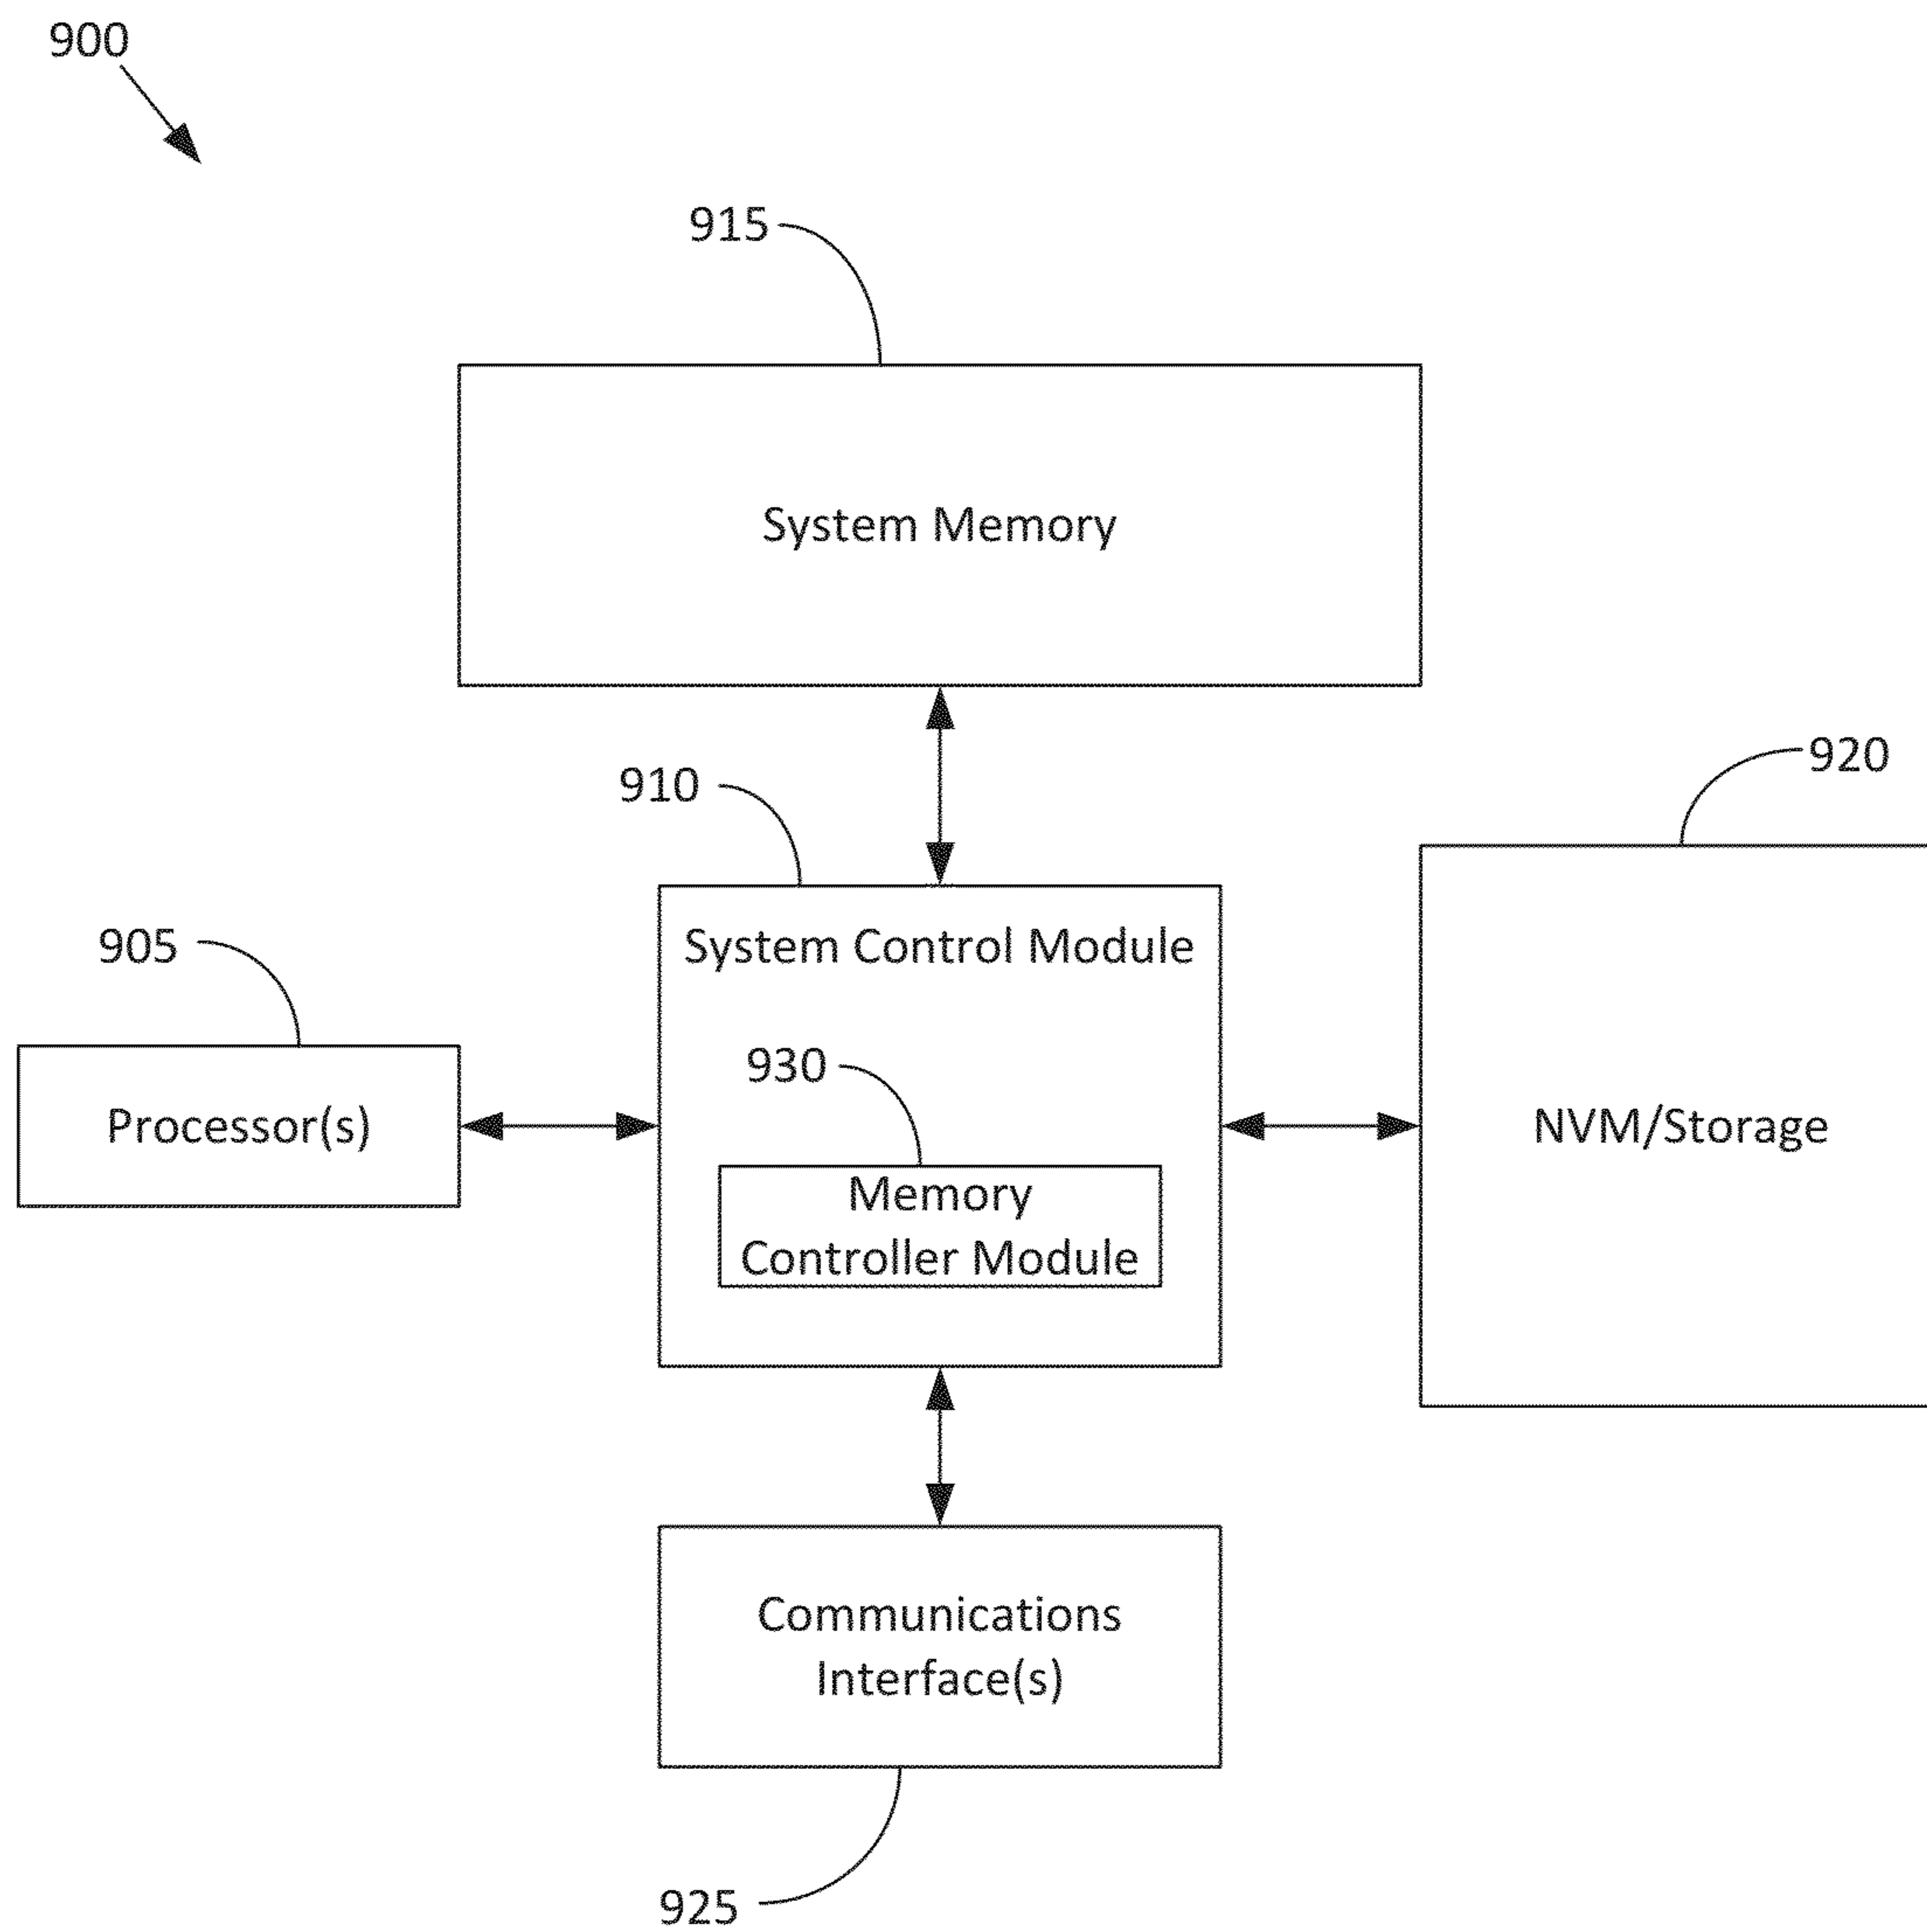 900
915
System Memory
910
920
System Control Module
905
930
Processor(s)
NVM/Storage
Memory
Controller Module
Communications
Interface(s)
925